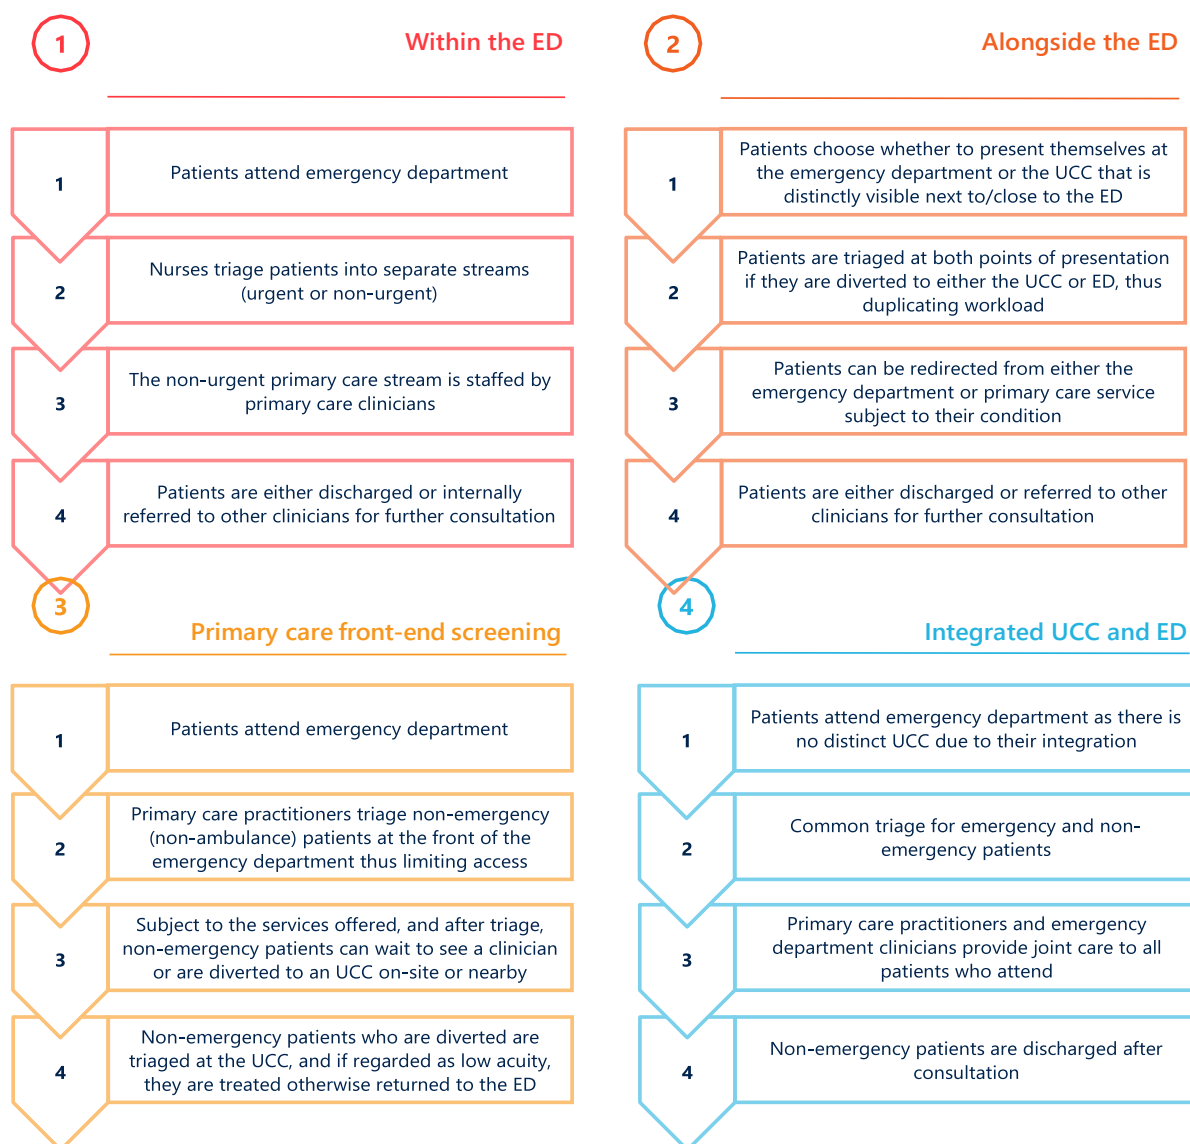 1
Within the ED
1
Patients attend emergency department
2
Nurses triage patients into separate streams
(urgent or non-urgent)
3
The non-urgent primary care stream is staffed by
primary care clinicians
4
Patients are either discharged or internally
referred to other clinicians for further consultation
2
Alongside the ED
1
Patients choose whether to present themselves at
the emergency department or the UCC that is
distinctly visible next to/close to the ED
2
Patients are triaged at both points of presentation
if they are diverted to either the UCC or ED, thus
duplicating workload
3
Patients can be redirected from either the
emergency department or primary care service
subject to their condition
4
Patients are either discharged or referred to other
clinicians for further consultation
3
Primary care front-end screening
1
Patients attend emergency department
2
Primary care practitioners triage non-emergency
(non-ambulance) patients at the front of the
emergency department thus limiting access
3
Subject to the services offered, and after triage,
non-emergency patients can wait to see a clinician
or are diverted to an UCC on-site or nearby
4
Non-emergency patients who are diverted are
triaged at the UCC, and if regarded as low acuity,
they are treated otherwise returned to the ED
4
Integrated UCC and ED
1
Patients attend emergency department as there is
no distinct UCC due to their integration
2
Common triage for emergency and non-
emergency patients
3
Primary care practitioners and emergency
department clinicians provide joint care to all
patients who attend
4
Non-emergency patients are discharged after
consultation